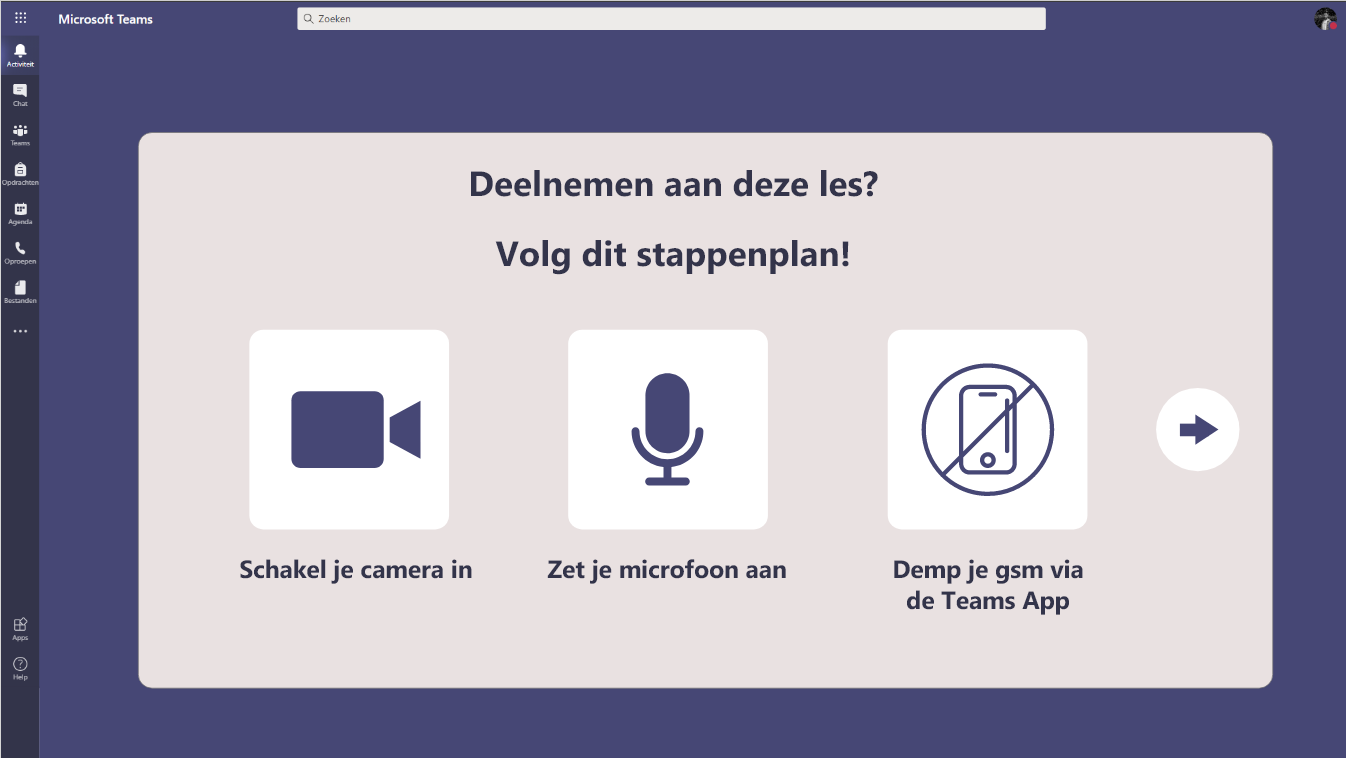 Microsoft Teams
Zoeken
Activiteit
Chat
Teams
Opdrachten
Agenda
Oproepen
Bestanden
Apps
Help
Deelnemen aan deze les?
Volg dit stappenplan!
Schakel je camera in
Zet je microfoon aan
Demp je gsm via
de Teams App